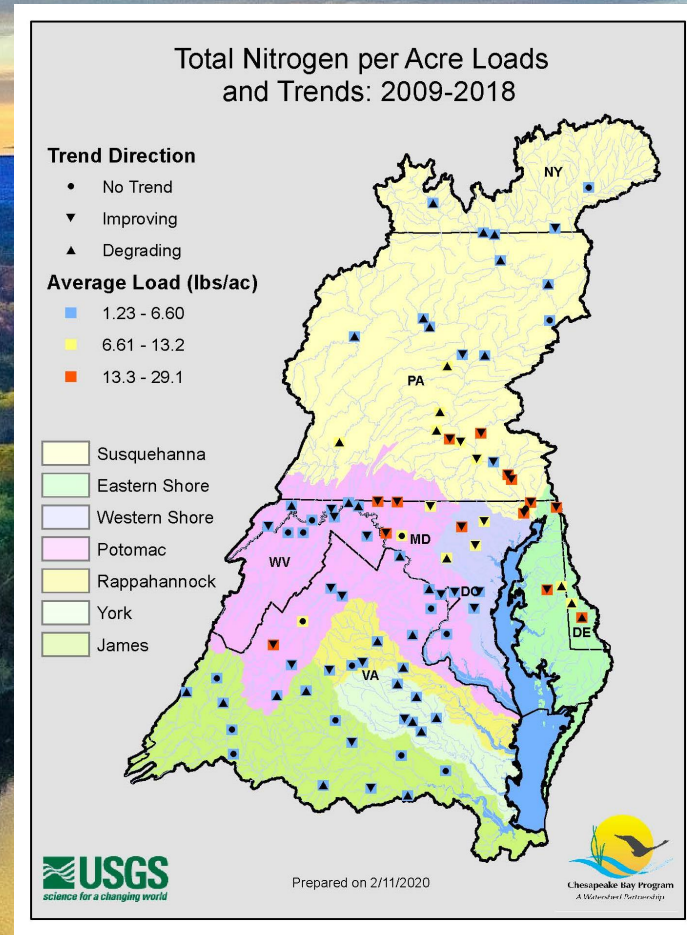 Total Nitrogen per Acre Loads
and Trends: 2009-2018
Trend Direction
No Trend
Improving
Degrading
Average Load (lbs/ac)
1.23 - 6.60
6.61 - 13.2
13.3 - 29.1
Susquehanna
Eastern Shore
Western Shore
Potomac
Rappahannock
York
James
NY
PA
MD
WV
DC
DE
VA
USGS
science for a changing world
Prepared on 2/11/2020
Chesapeake Bay Program
A Watershed Partnership